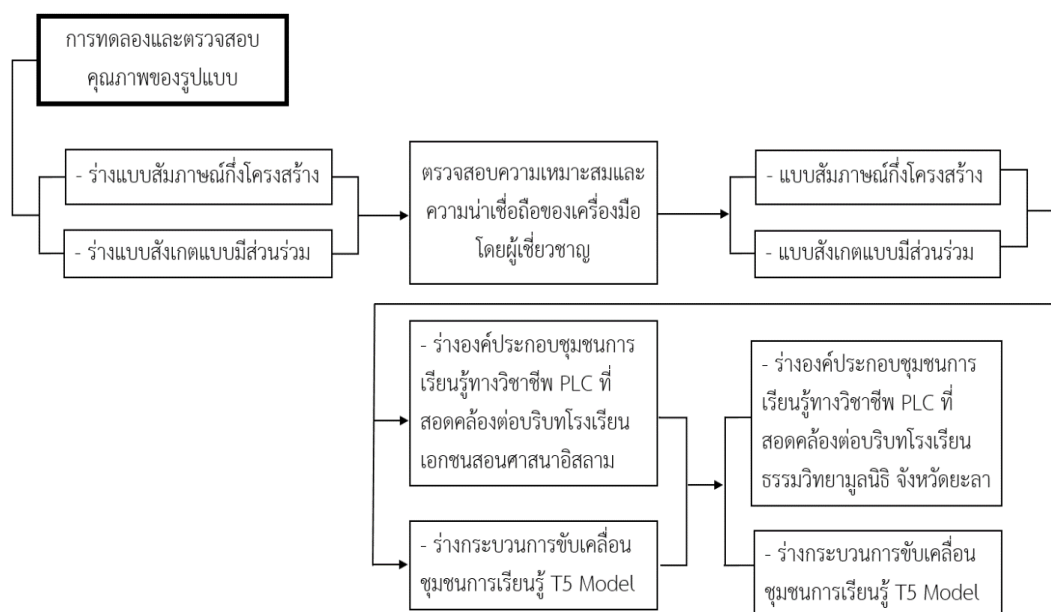 การทดลองและตรวจสอบ
คุณภาพของรูปแบบ
- ร่างแบบสัมภาษณ์กึ่งโครงสร้าง
- ร่างแบบสังเกตแบบมีส่วนร่วม
ตรวจสอบความเหมาะสมและ
ความน่าเชื่อถือของเครื่องมือ
โดยผู้เชี่ยวชาญ
- แบบสัมภาษณ์กึ่งโครงสร้าง
- แบบสังเกตแบบมีส่วนร่วม
- ร่างองค์ประกอบชุมชนการ
เรียนรู้ทางวิชาชีพ PLC ที่
สอดคล้องต่อบริบทโรงเรียน
เอกชนสอนศาสนาอิสลาม
- ร่างกระบวนการขับเคลื่อน
ชุมชนการเรียนรู้ T5 Model
- ร่างองค์ประกอบชุมชนการ
เรียนรู้ทางวิชาชีพ PLC ที่
สอดคล้องต่อบริบทโรงเรียน
ธรรมวิทยามูลนิธิ จังหวัดยะลา
- ร่างกระบวนการขับเคลื่อน
ชุมชนการเรียนรู้ T5 Model